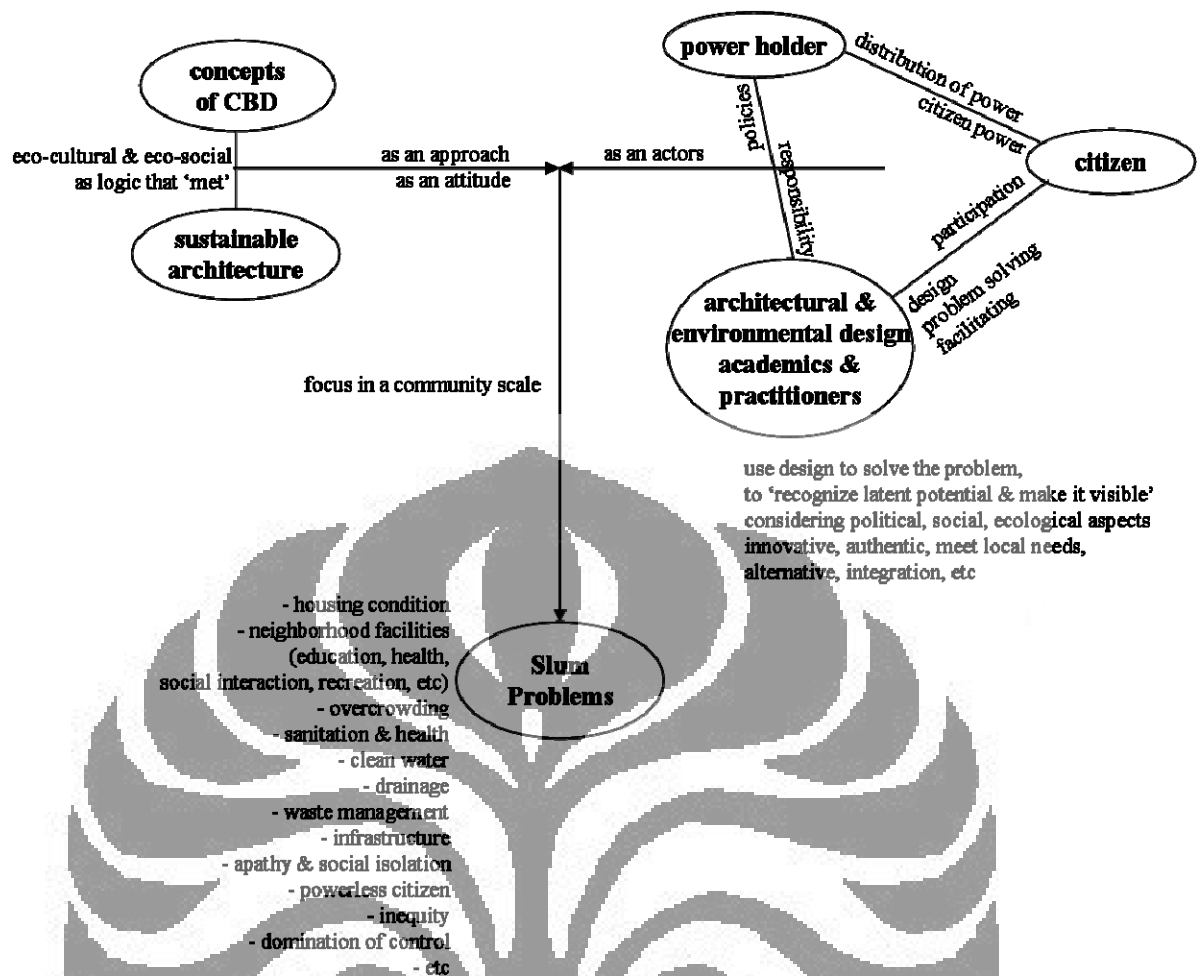 concepts
of CBD
eco-cultural & eco-social
as logic that ‘met’
sustainable
architecture
as an approach
as an attitude
as an actors
power holder
distribution of power
citizen power
policies
responsibility
citizen
participation
design
problem solving
facilitating
architectural &
environmental design
academics &
practitioners
focus in a community scale
use design to solve the problem,
to ‘recognize latent potential & make it visible’
considering political, social, ecological aspects
innovative, authentic, meet local needs,
alternative, integration, etc
- housing condition
- neighborhood facilities
(education, health,
social interaction, recreation, etc)
- overcrowding
- sanitation & health
- clean water
- drainage
- waste management
- infrastructure
- apathy & social isolation
- powerless citizen
- inequity
- domination of control
- etc
Slum
Problems